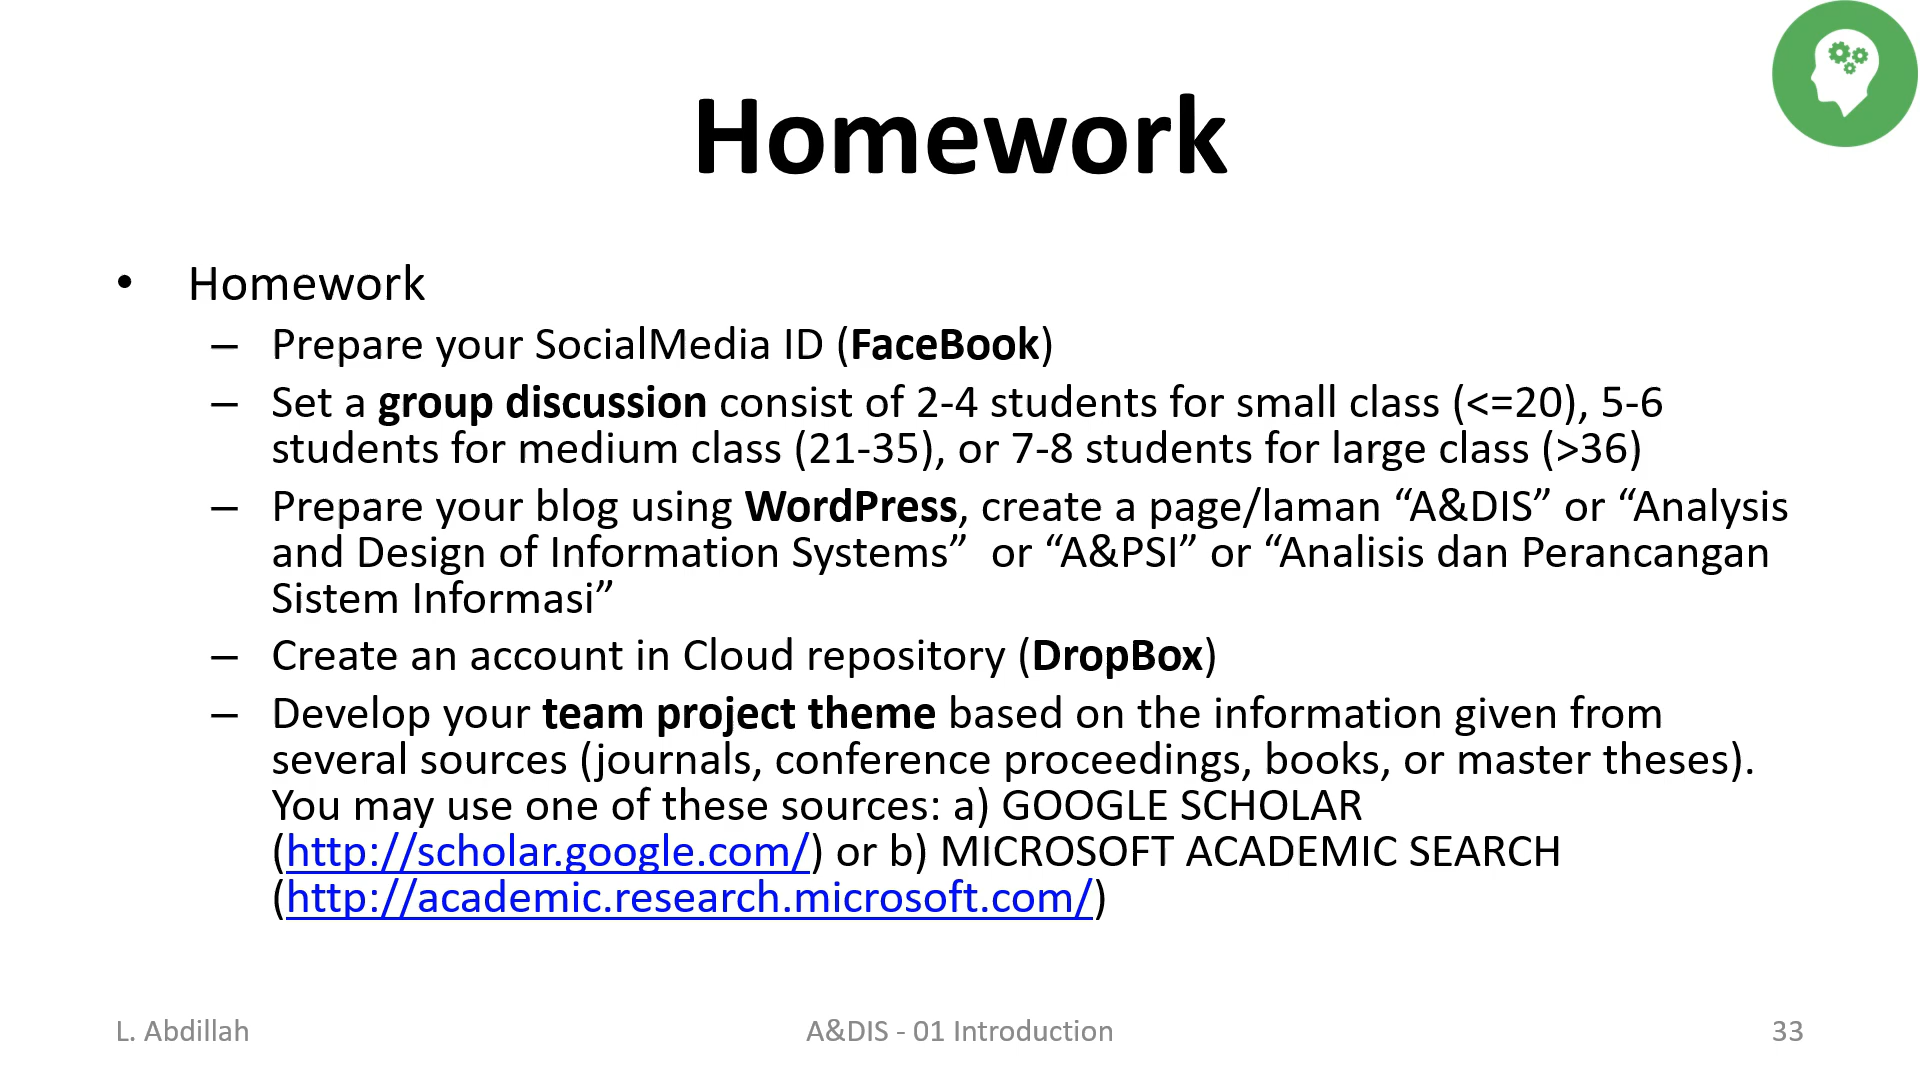 Homework
• Homework
– Prepare your SocialMedia ID (FaceBook)
– Set a group discussion consist of 2-4 students for small class (<=20), 5-6
students for medium class (21-35), or 7-8 students for large class (>36)
– Prepare your blog using WordPress, create a page/laman “A&DIS” or “Analysis
and Design of Information Systems”  or “A&PSI” or “Analisis dan Perancangan
Sistem Informasi”
– Create an account in Cloud repository (DropBox)
– Develop your team project theme based on the information given from
several sources (journals, conference proceedings, books, or master theses).
You may use one of these sources: a) GOOGLE SCHOLAR
(http://scholar.google.com/) or b) MICROSOFT ACADEMIC SEARCH
(http://academic.research.microsoft.com/)
L. Abdillah
A&DIS - 01 Introduction
33